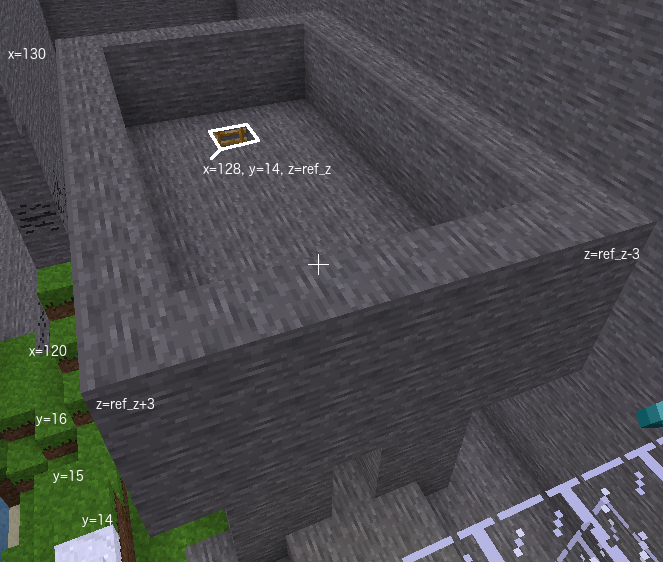 x=130
x=128, y=14, z=ref_z
z=ref_z-3
x=120
z=ref_z+3
y=16
y=15
y=14